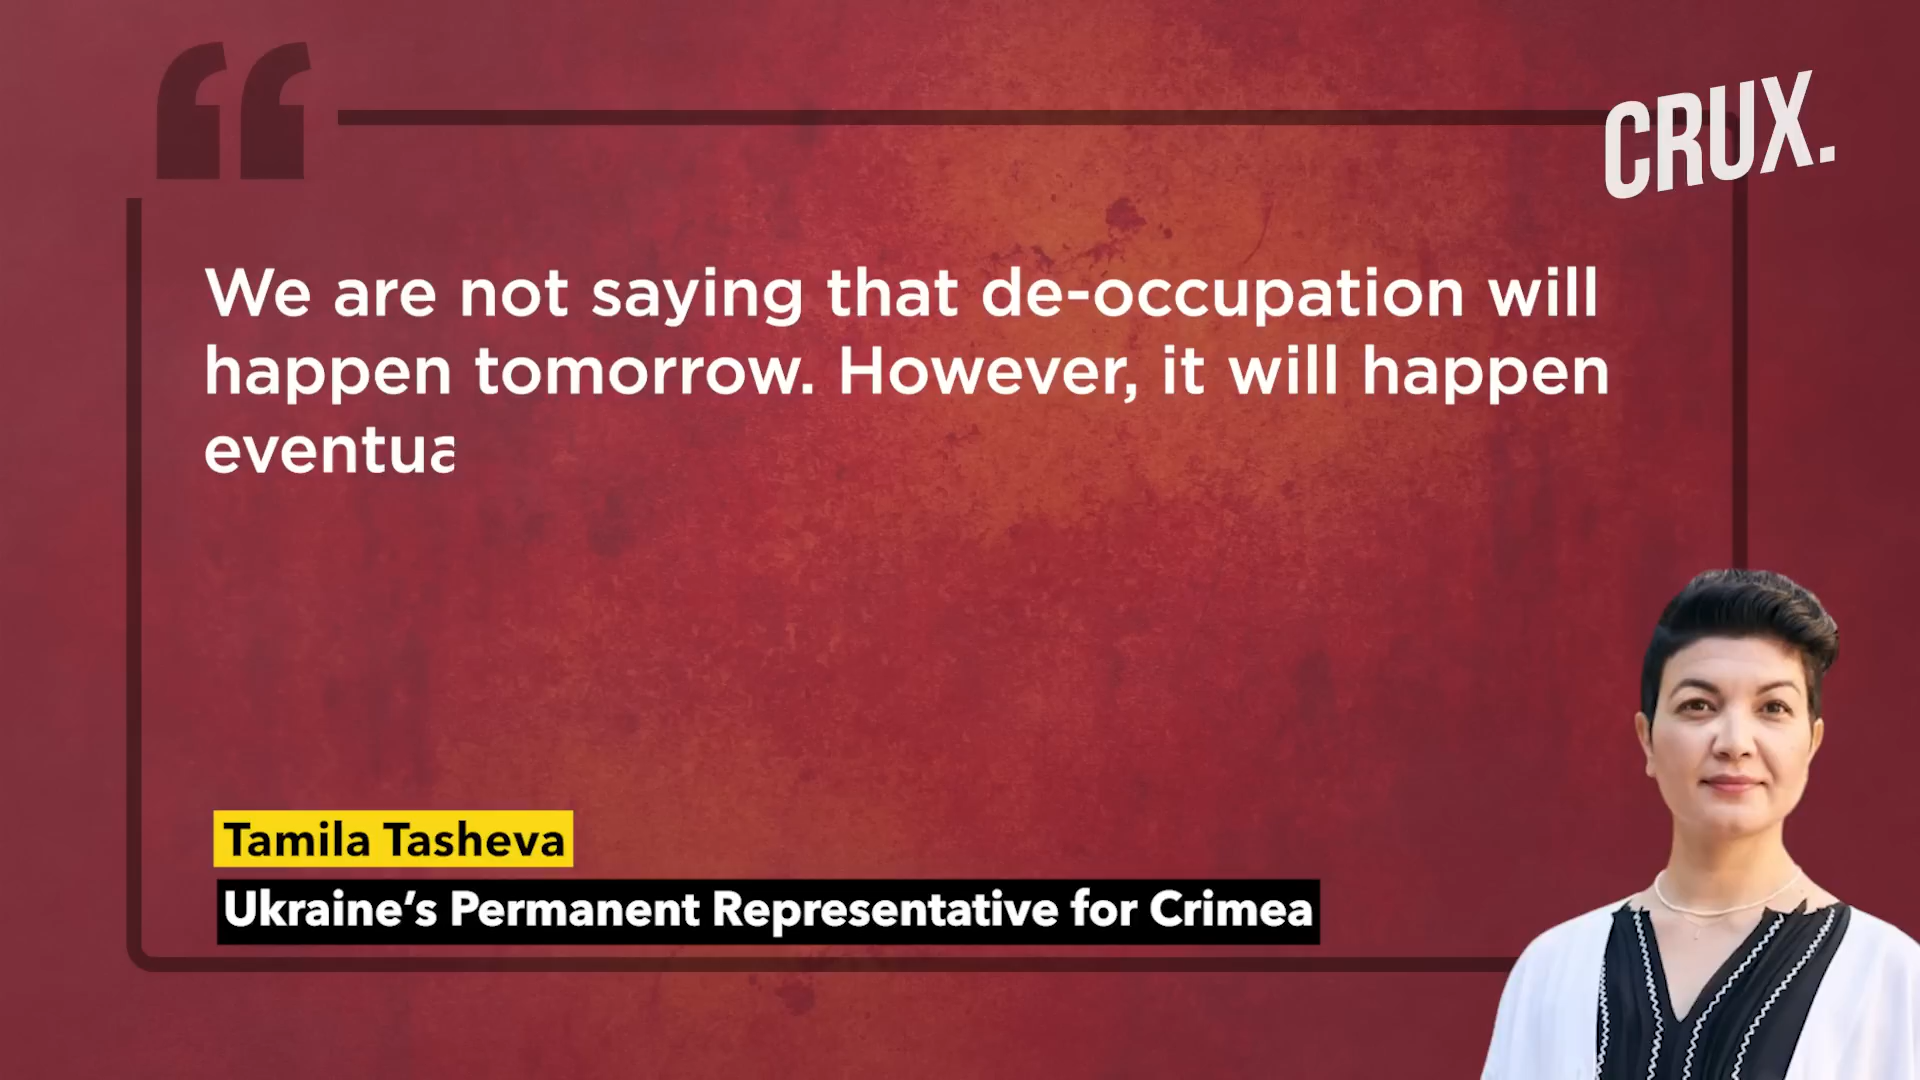 CRUX.
We are not saying that de-occupation will
happen tomorrow. However, it will happen
eventua
Tamila Tasheva
Ukraine’s Permanent Representative for Crimea